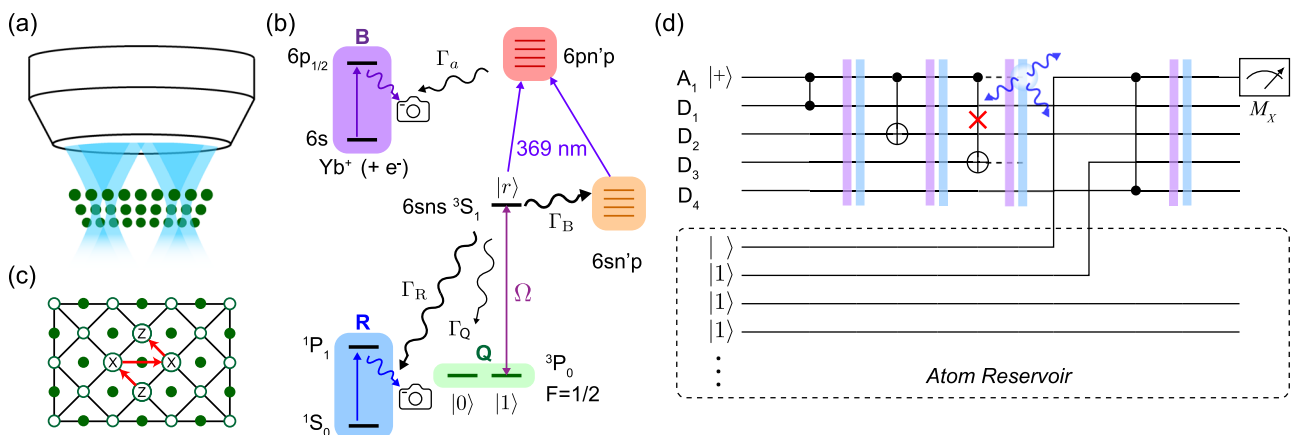 (a)
(b)
B
6p1/2
6s
Yb⁺ (+ e⁻)
Γa
6pn'p
369 nm
|r⟩
6sns ³S₁
ΓB
6sn'p
ΓR
ΓQ
Ω
R
¹P₁
¹S₀
Q
³P₀
F=1/2
|0⟩ |1⟩
(c)
Z
X X
Z
(d)
A₁ |+⟩
D₁
D₂
D₃
D₄
MX
| ⟩
|1⟩
|1⟩
|1⟩
Atom Reservoir